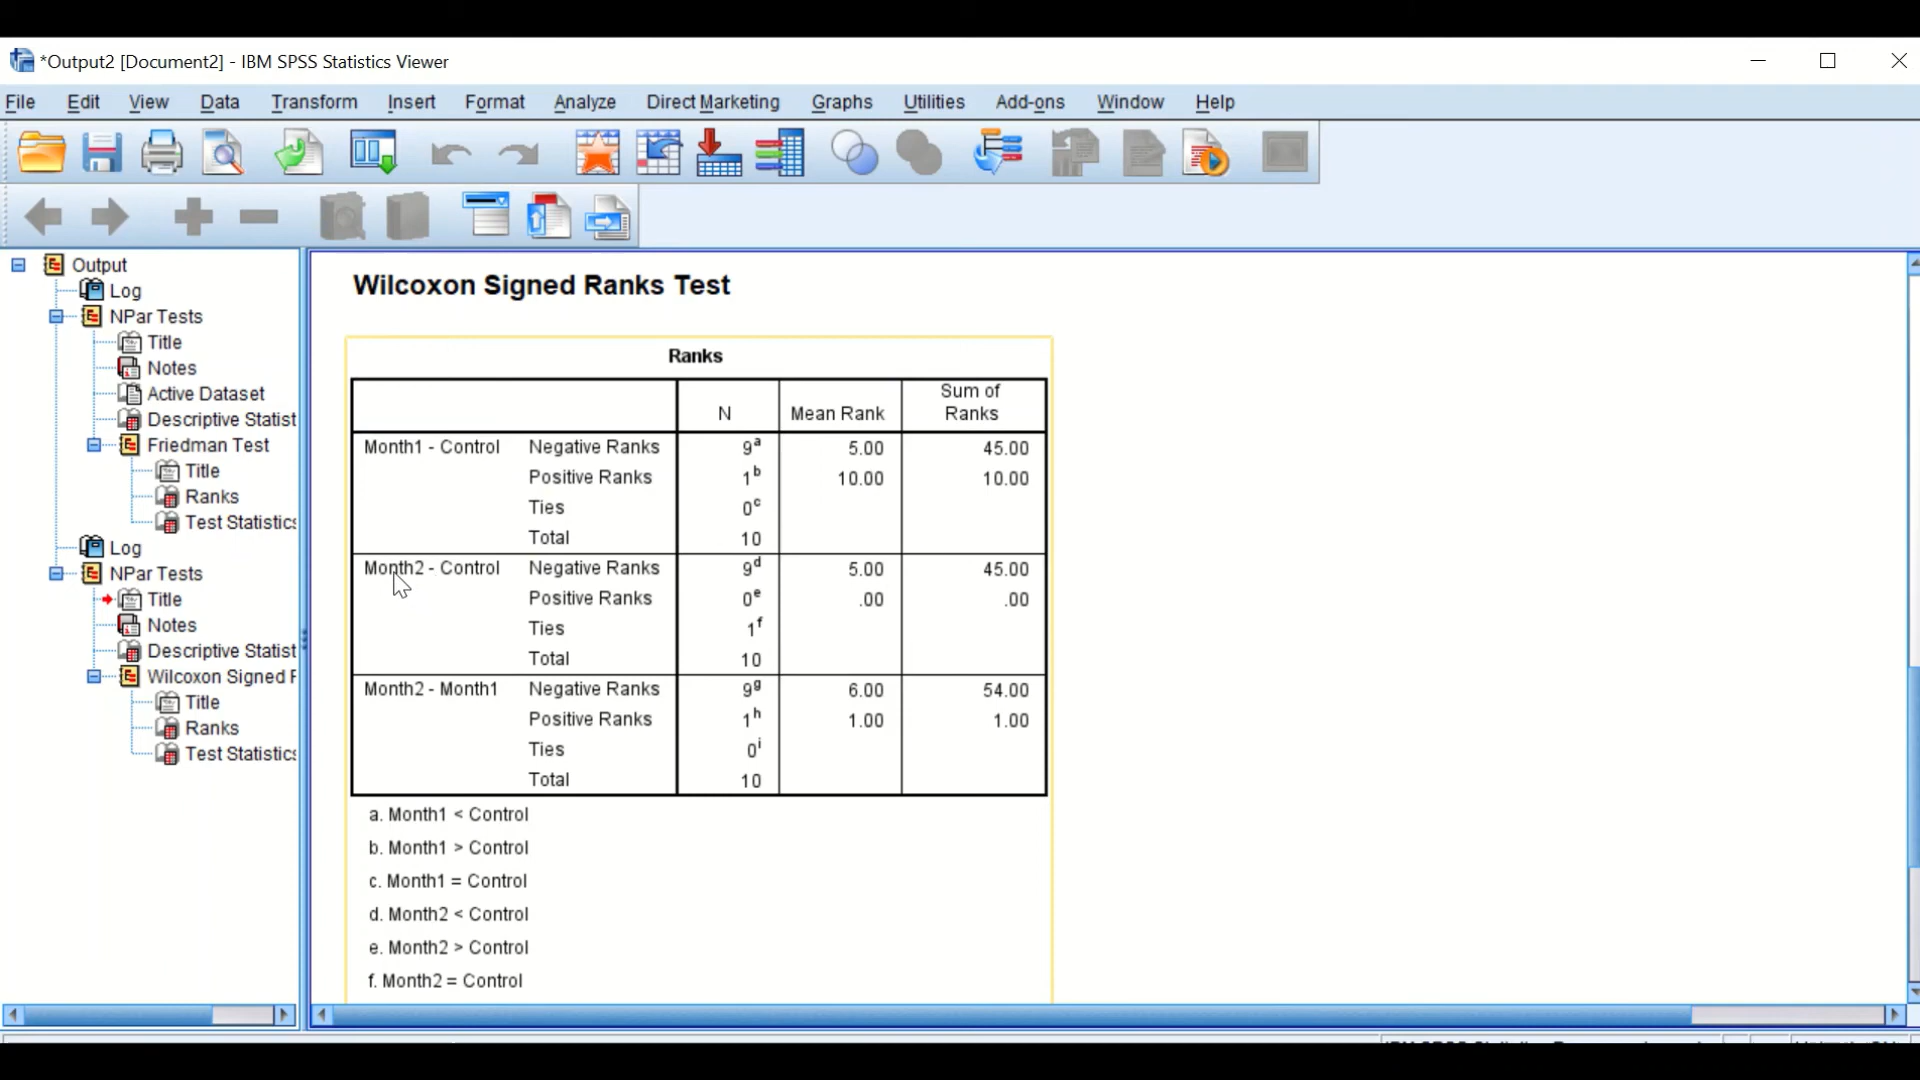 *Output2 [Document2] - IBM SPSS Statistics Viewer
File Edit View Data Transform Insert Format Analyze Direct Marketing Graphs Utilities Add-ons Window Help
Output
Log
NPar Tests
Title
Notes
Active Dataset
Descriptive Statist
Friedman Test
Title
Ranks
Test Statistics
Log
NPar Tests
Title
Notes
Descriptive Statist
Wilcoxon Signed
Title
Ranks
Test Statistics
Wilcoxon Signed Ranks Test
Ranks
N Mean Rank Sum of Ranks
Month1 - Control Negative Ranks 9a 5.00 45.00
Positive Ranks 1b 10.00 10.00
Ties 0c
Total 10
Month2 - Control Negative Ranks 9d 5.00 45.00
Positive Ranks 0e .00 .00
Ties 1f
Total 10
Month2 - Month1 Negative Ranks 9g 6.00 54.00
Positive Ranks 1h 1.00 1.00
Ties 0i
Total 10
a. Month1 < Control
b. Month1 > Control
c. Month1 = Control
d. Month2 < Control
e. Month2 > Control
f. Month2 = Control